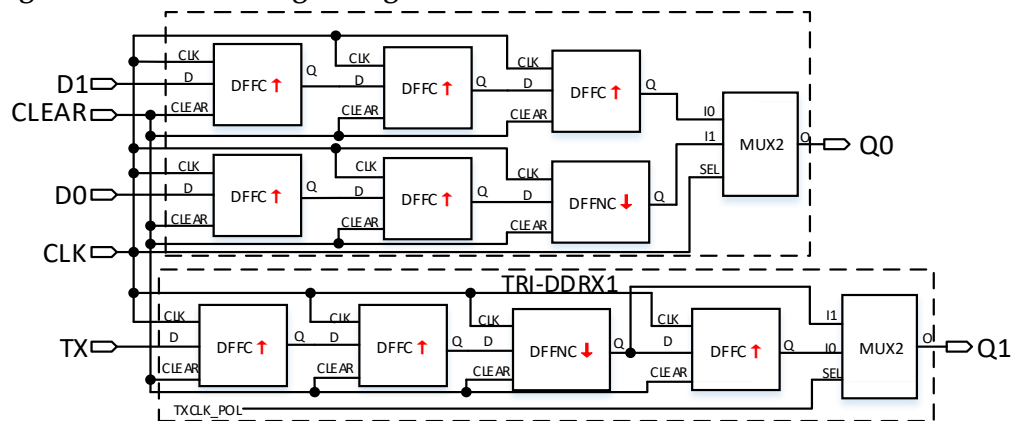 CLK
CLK
CLK
D1
D
DFFC
Q
D
DFFC
Q
D
DFFC
Q
CLEAR
CLEAR
CLEAR
CLEAR
I0
I1
MUX2
O
Q0
SEL
CLK
CLK
CLK
D0
D
DFFC
Q
D
DFFC
Q
D
DFFNC
Q
CLEAR
CLEAR
CLEAR
CLK
TRI-DDRX1
CLK
CLK
CLK
CLK
TX
D
DFFC
Q
D
DFFC
Q
D
DFFNC
Q
D
DFFC
Q
I1
I0
MUX2
O
Q1
SEL
CLEAR
CLEAR
CLEAR
CLEAR
TXCLK_POL